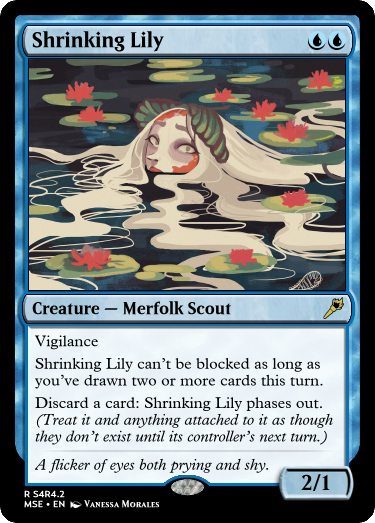 Shrinking Lily
Creature — Merfolk Scout
Vigilance
Shrinking Lily can't be blocked as long as
you've drawn two or more cards this turn.
Discard a card: Shrinking Lily phases out.
(Treat it and anything attached to it as though
they don't exist until its controller's next turn.)
A flicker of eyes both prying and shy.
2/1
R S4R4.2
MSE • EN Vanessa Morales